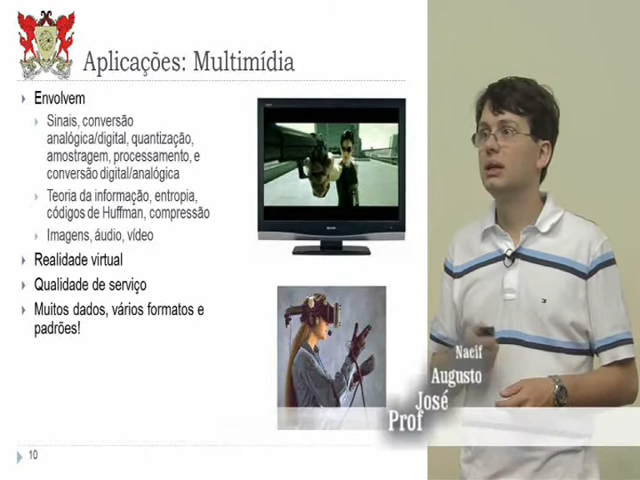 Aplicações: Multimídia
Envolvem
Sinais, conversão
analógica/digital, quantização,
amostragem, processamento, e
conversão digital/analógica
Teoria da informação, entropia,
códigos de Huffman, compressão
Imagens, áudio, vídeo
Realidade virtual
Qualidade de serviço
Muitos dados, vários formatos e
padrões!
Prof
José
Augusto
Nacif
10